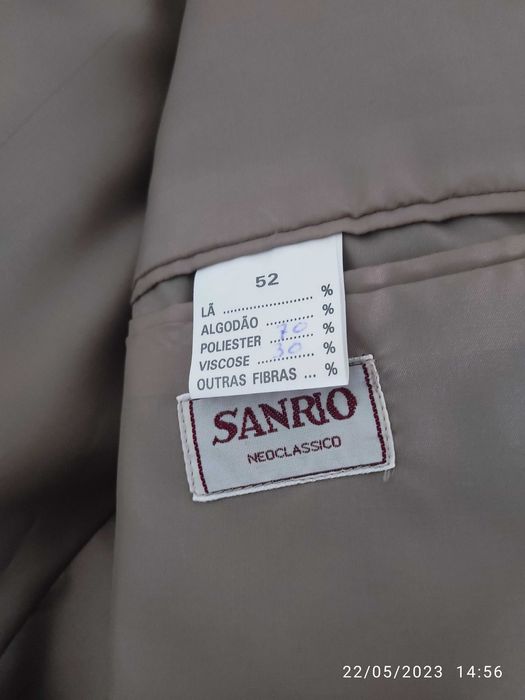 52
LÃ ...................... %
ALGODÃO ............ %
POLIESTER .70..... %
VISCOSE ..30....... %
OUTRAS FIBRAS ... %
SANRIO
NEOCLASSICO
22/05/2023 14:56